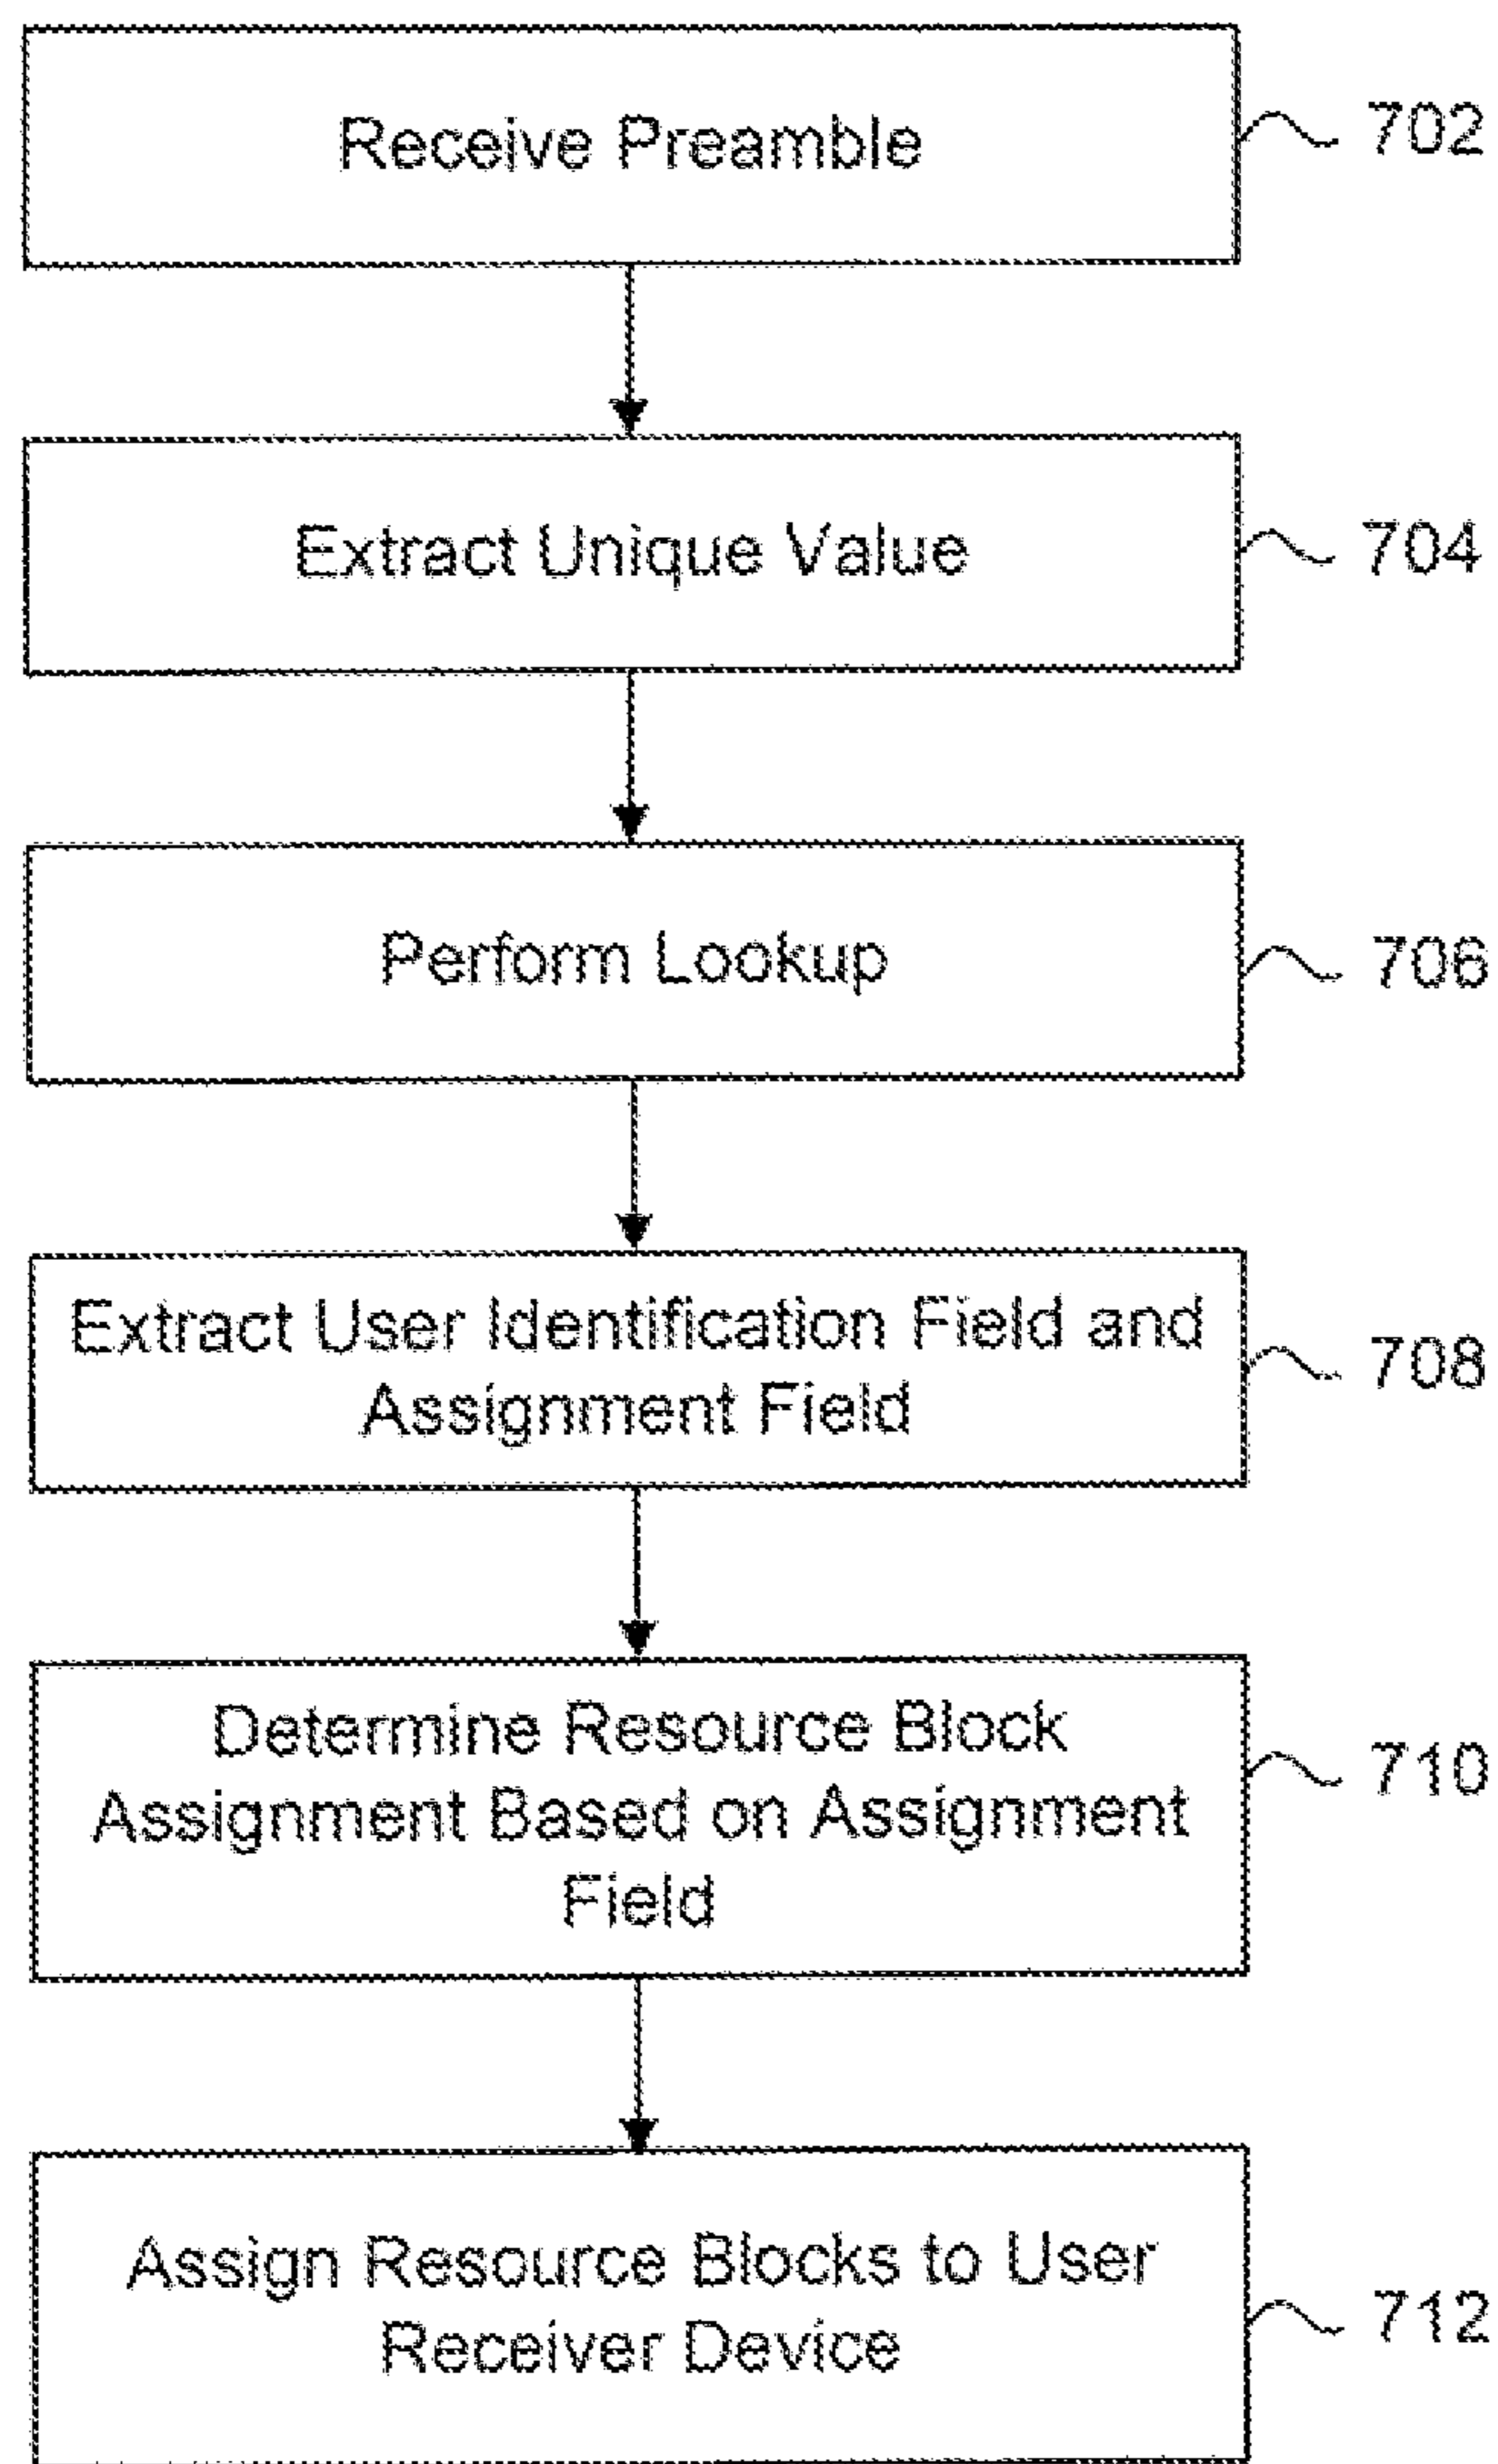 Receive Preamble
702
Extract Unique Value
704
Perform Lookup
706
Extract User Identification Field and
Assignment Field
708
Determine Resource Block
Assignment Based on Assignment
Field
710
Assign Resource Blocks to User
Receiver Device
712